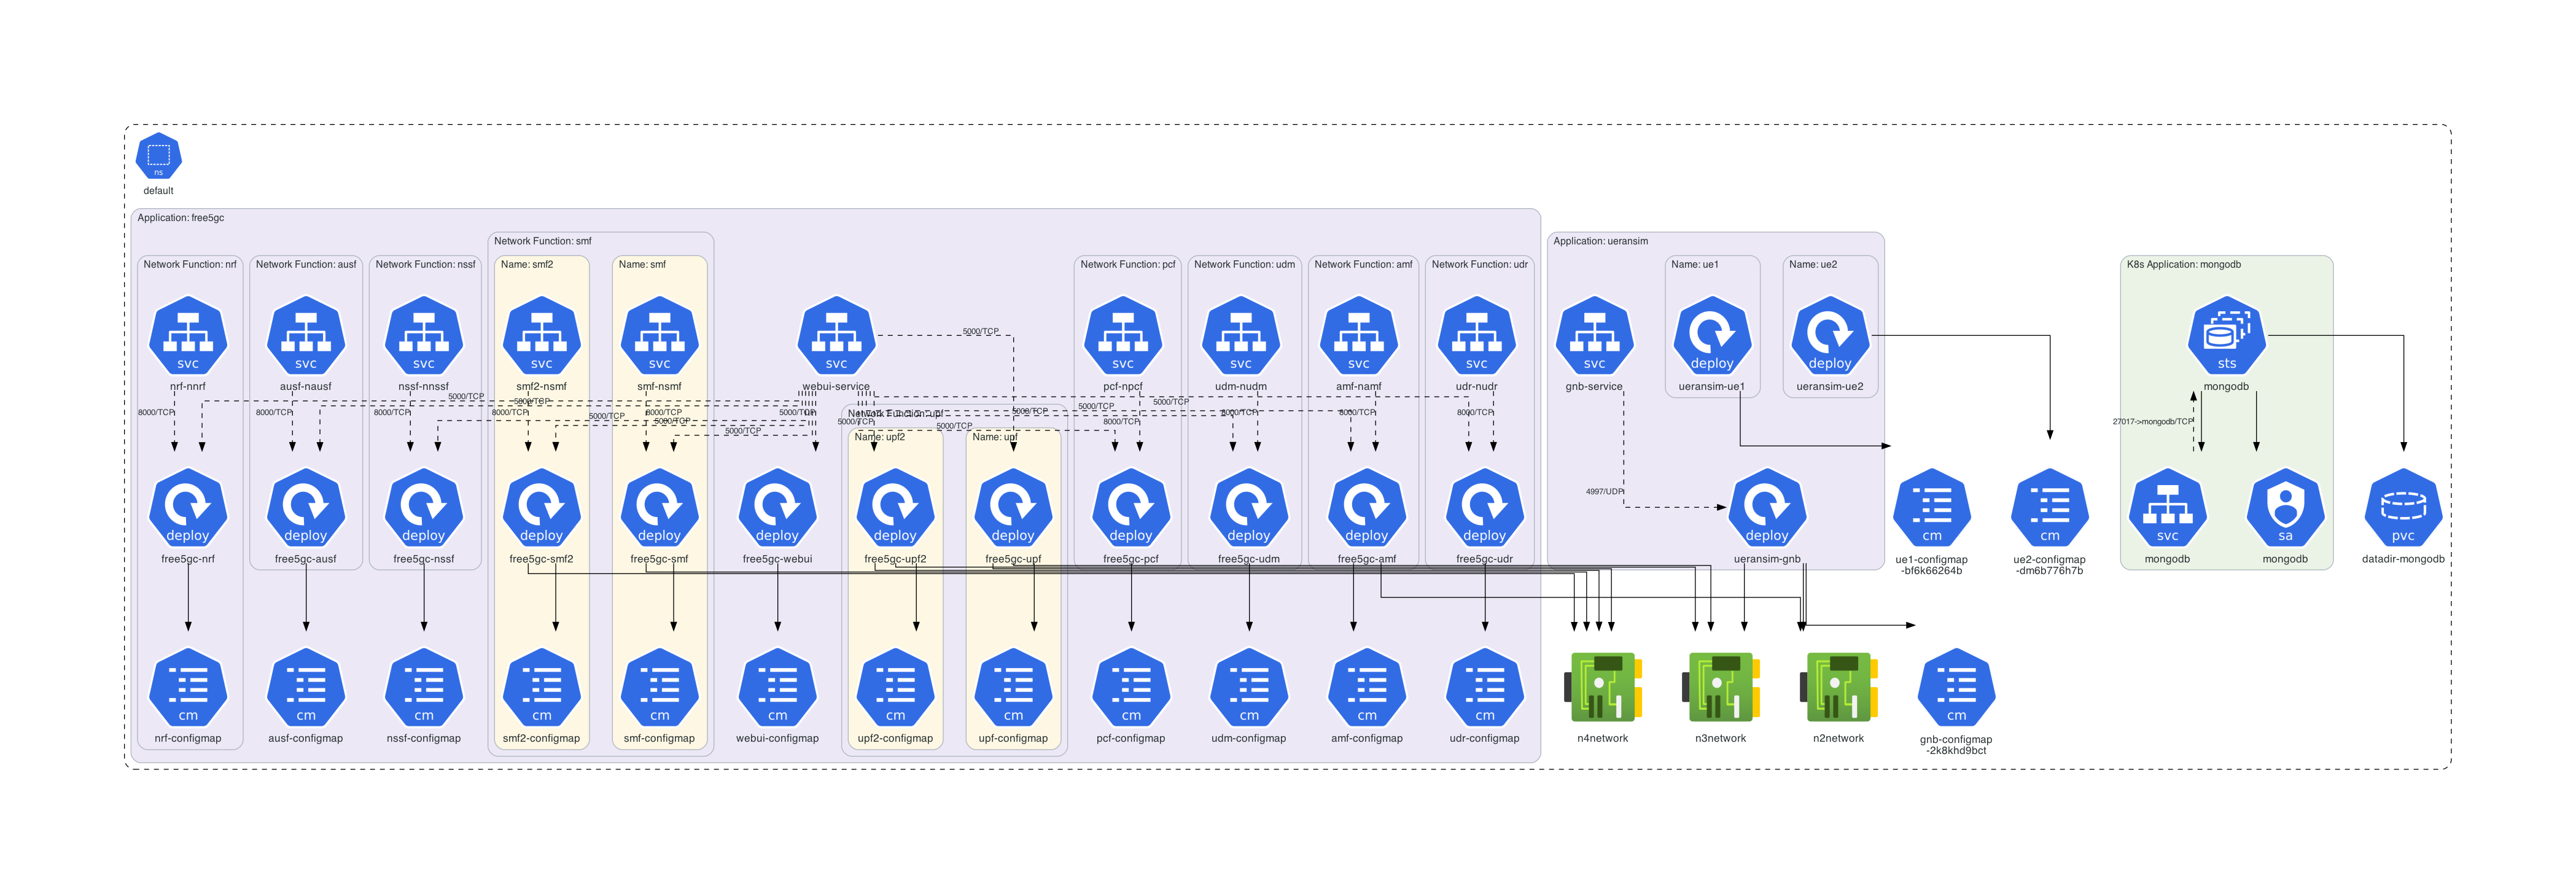 ns
default
Application: free5gc
Network Function: smf
Application: ueransim
Network Function: nrf
Network Function: ausf
Network Function: nssf
Name: smf2
Name: smf
Network Function: pcf
Network Function: udm
Network Function: amf
Network Function: udr
Name: ue1
Name: ue2
K8s Application: mongodb
5000/TCP
svc
svc
svc
svc
svc
svc
svc
svc
svc
svc
svc
deploy
deploy
sts
nrf-nnrf
ausf-nausf
nssf-nnssf
smf2-nsmf
smf-nsmf
webui-service
pcf-npcf
udm-nudm
amf-namf
udr-nudr
gnb-service
ueransim-ue1
ueransim-ue2
mongodb
5000/TCP
5000/TCP
5000/TCP
5000/TCP
8000/TCP
8000/TCP
8000/TCP
8000/TCP
5000/TCP
8000/TCP
5000/TCP
5000/TCP
Network Function: upf
5000/TCP
8000/TCP
8000/TCP
8000/TCP
5000/TCP
5000/TCP
8000/TCP
27017->mongodb/TCP
5000/TCP
5000/TCP
Name: upf2
Name: upf
4997/UDP
deploy
deploy
deploy
deploy
deploy
deploy
deploy
deploy
deploy
deploy
deploy
deploy
deploy
cm
cm
svc
sa
pvc
free5gc-nrf
free5gc-ausf
free5gc-nssf
free5gc-smf2
free5gc-smf
free5gc-webui
free5gc-upf2
free5gc-upf
free5gc-pcf
free5gc-udm
free5gc-amf
free5gc-udr
ueransim-gnb
ue1-configmap
-bf6k66264b
ue2-configmap
-dm6b776h7b
mongodb
mongodb
datadir-mongodb
cm
cm
cm
cm
cm
cm
cm
cm
cm
cm
cm
cm
cm
nrf-configmap
ausf-configmap
nssf-configmap
smf2-configmap
smf-configmap
webui-configmap
upf2-configmap
upf-configmap
pcf-configmap
udm-configmap
amf-configmap
udr-configmap
n4network
n3network
n2network
gnb-configmap
-2k8khd9bct